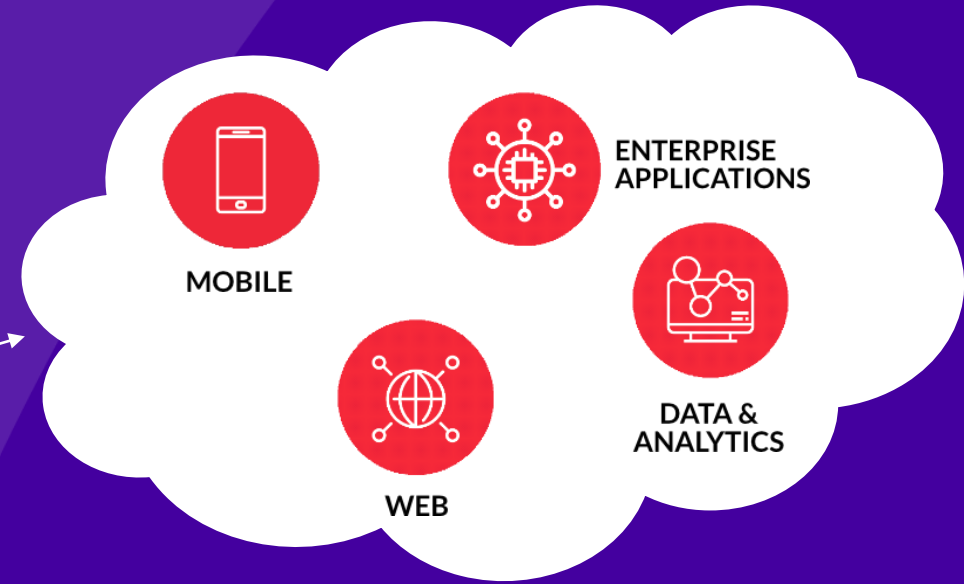 MOBILE
ENTERPRISE
APPLICATIONS
DATA &
ANALYTICS
WEB